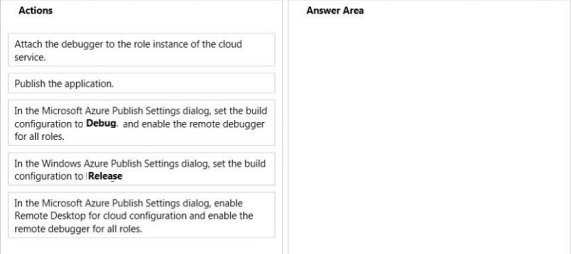 Actions
Answer Area
Attach the debugger to the role instance of the cloud
service.
Publish the application.
In the Microsoft Azure Publish Settings dialog, set the build
configuration to Debug. and enable the remote debugger
for all roles.
In the Windows Azure Publish Settings dialog, set the build
configuration to Release
In the Microsoft Azure Publish Settings dialog, enable
Remote Desktop for cloud configuration and enable the
remote debugger for all roles.